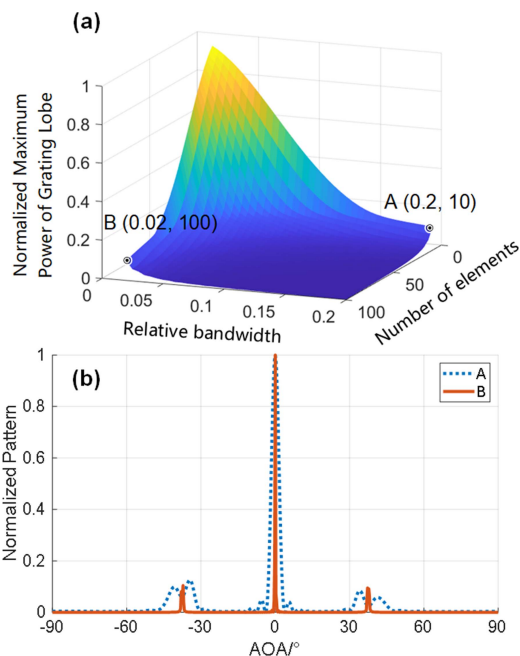 (a)
Normalized Maximum
Power of Grating Lobe
1
0.8
0.6
0.4
0.2
0
A (0.2, 10)
B (0.02, 100)
0
0.05
0.1
0.15
0.2
0
50
100
Relative bandwidth
Number of elements
(b)
A
B
Normalized Pattern
1
0.8
0.6
0.4
0.2
0
-90
-60
-30
0
30
60
90
AOA/°